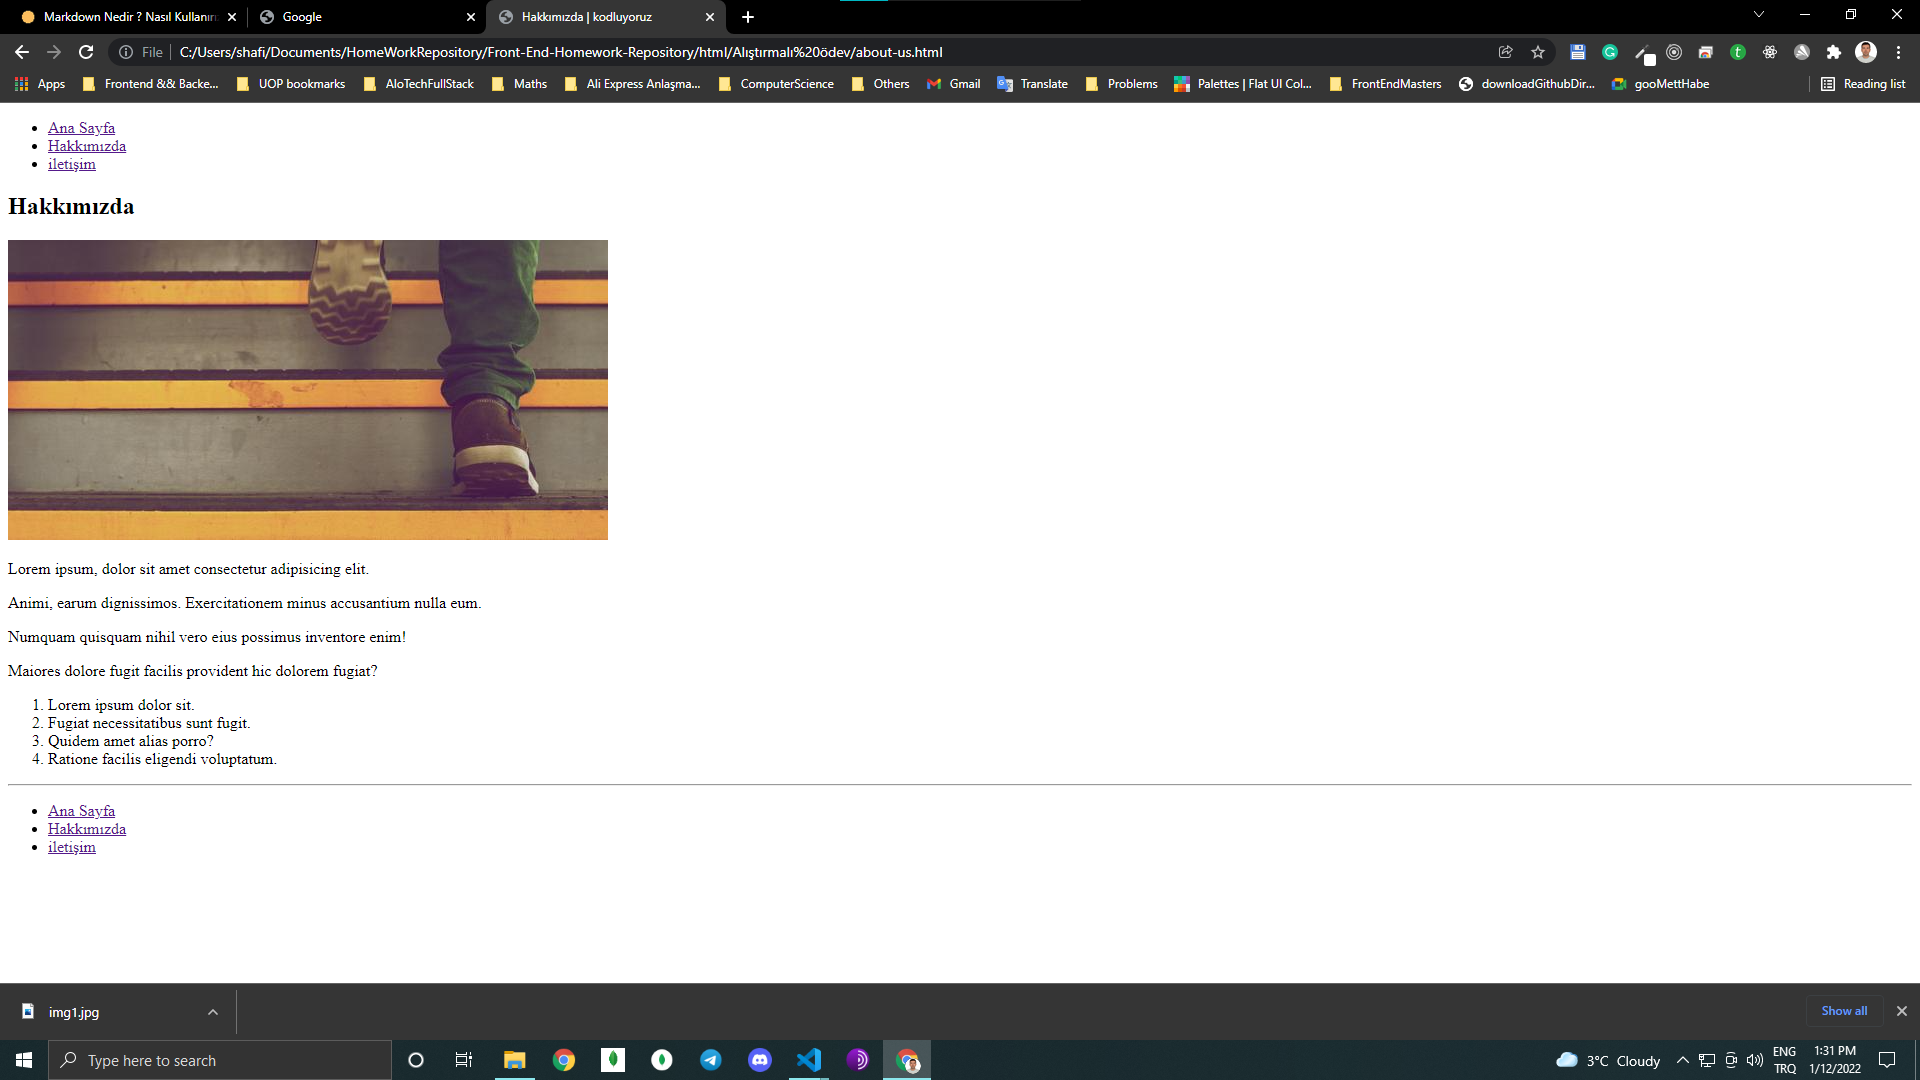 Markdown Nedir ? Nasıl Kullanırı
Google
Hakkımızda | kodluyoruz
File
C:/Users/shafi/Documents/HomeWorkRepository/Front-End-Homework-Repository/html/Alıştırmalı%20ödev/about-us.html
Apps
Frontend && Backe...
UOP bookmarks
AloTechFullStack
Maths
Ali Express Anlaşma...
ComputerScience
Others
Gmail
Translate
Problems
Palettes | Flat UI Col...
FrontEndMasters
downloadGithubDir...
gooMettHabe
Reading list
Ana Sayfa
Hakkımızda
iletişim
Hakkımızda
Lorem ipsum, dolor sit amet consectetur adipisicing elit.
Animi, earum dignissimos. Exercitationem minus accusantium nulla eum.
Numquam quisquam nihil vero eius possimus inventore enim!
Maiores dolore fugit facilis provident hic dolorem fugiat?
1. Lorem ipsum dolor sit.
2. Fugiat necessitatibus sunt fugit.
3. Quidem amet alias porro?
4. Ratione facilis eligendi voluptatum.
Ana Sayfa
Hakkımızda
iletişim
img1.jpg
Show all
Type here to search
3°C Cloudy
ENG
TRQ
1:31 PM
1/12/2022